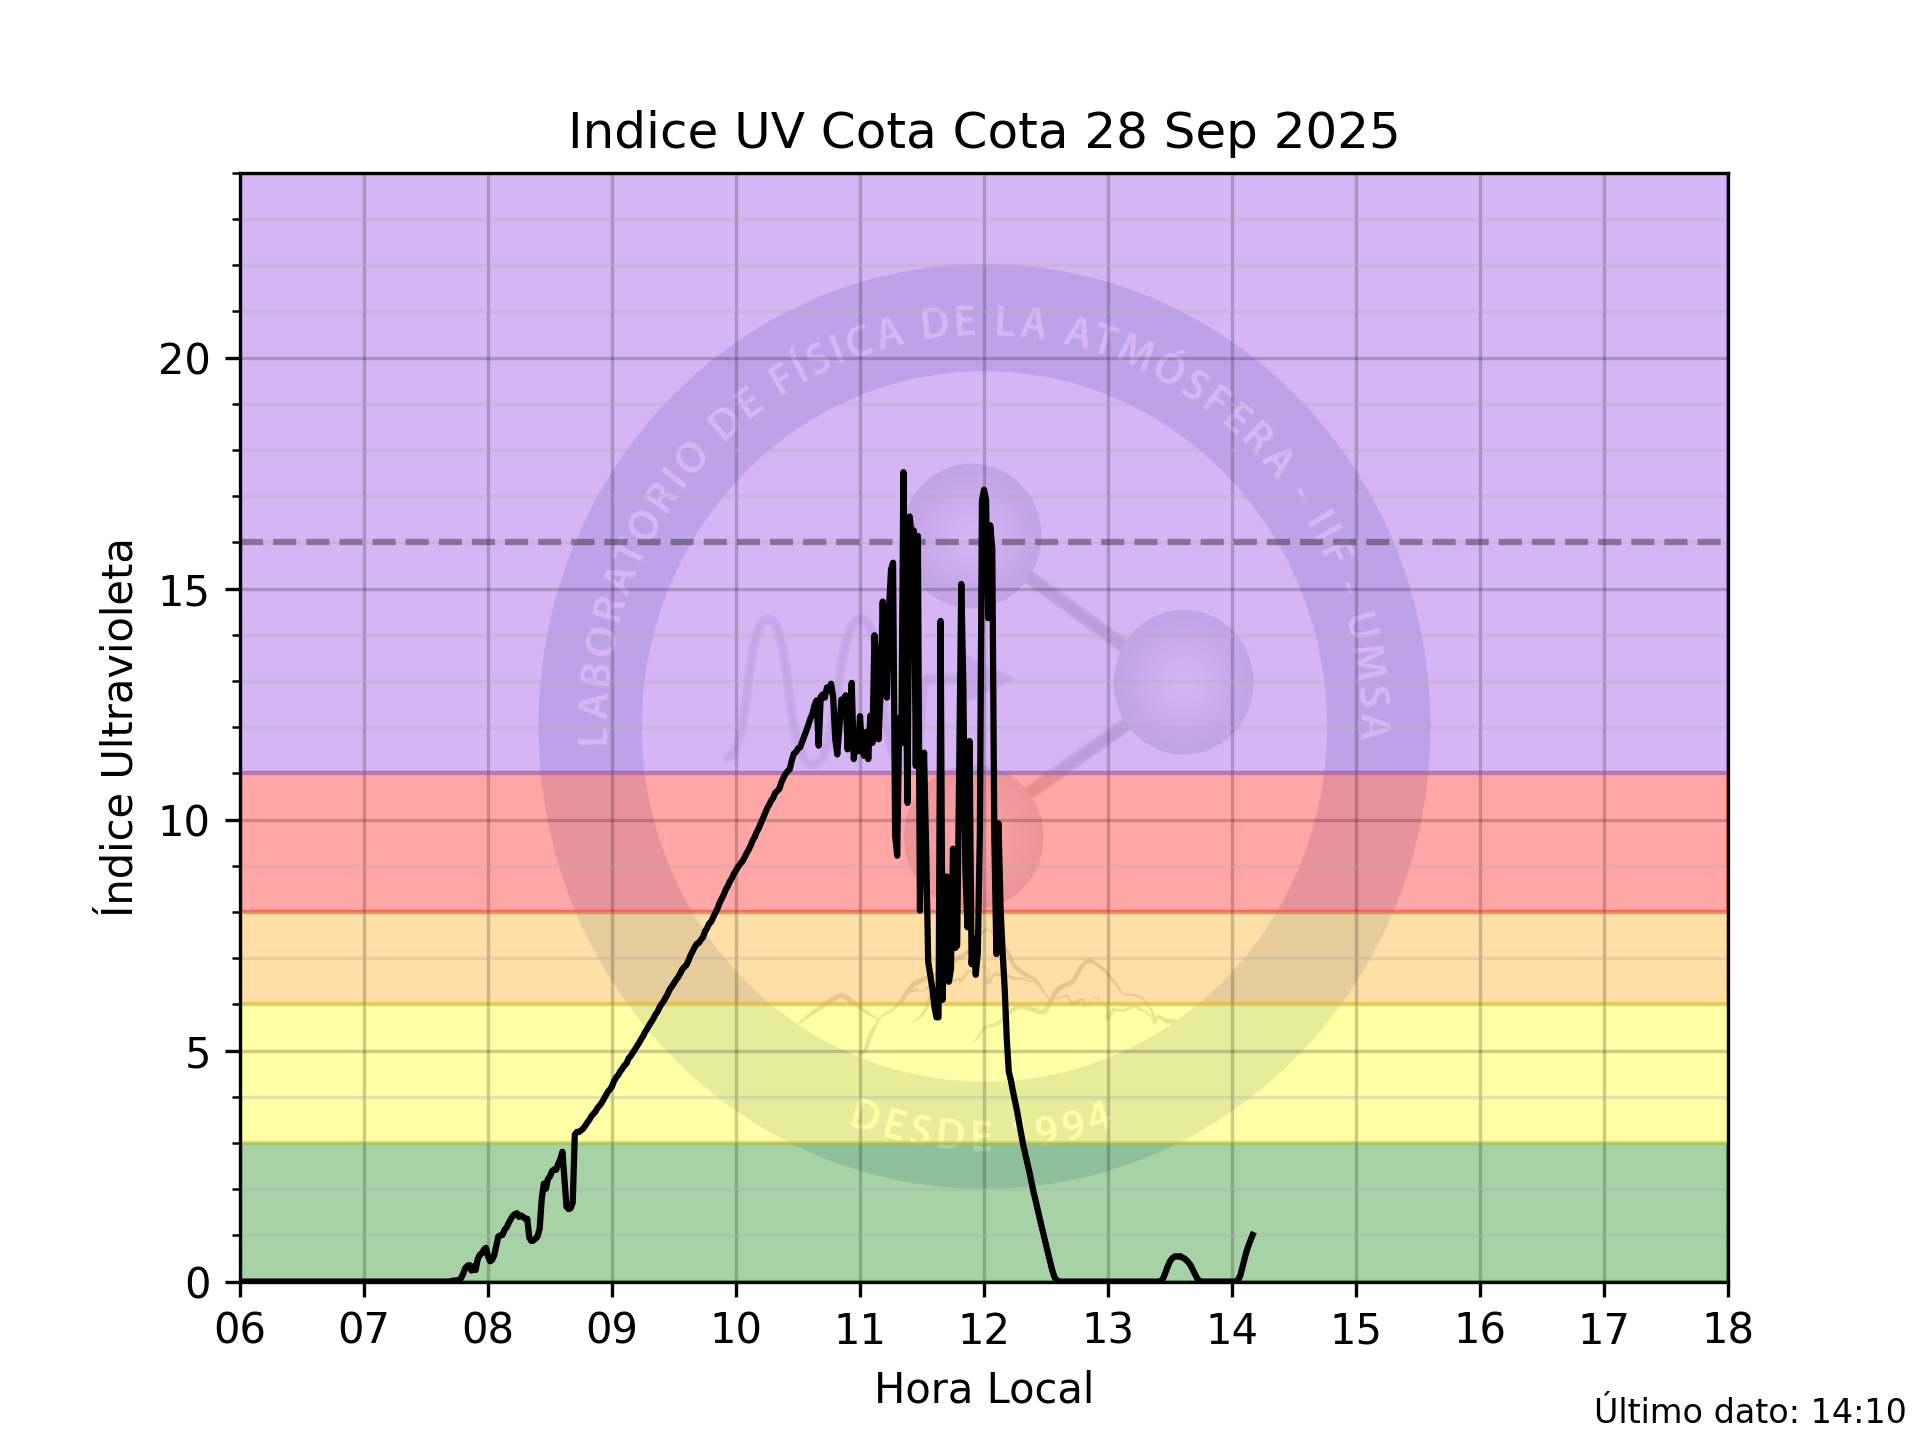 Indice UV Cota Cota 28 Sep 2025
LABORATORIO DE FÍSICA DE LA ATMÓSFERA - IIF - UMSA
DESDE 994
20
15
10
5
0
Índice Ultravioleta
06 07 08 09 10 11 12 13 14 15 16 17 18
Hora Local
Último dato: 14:10